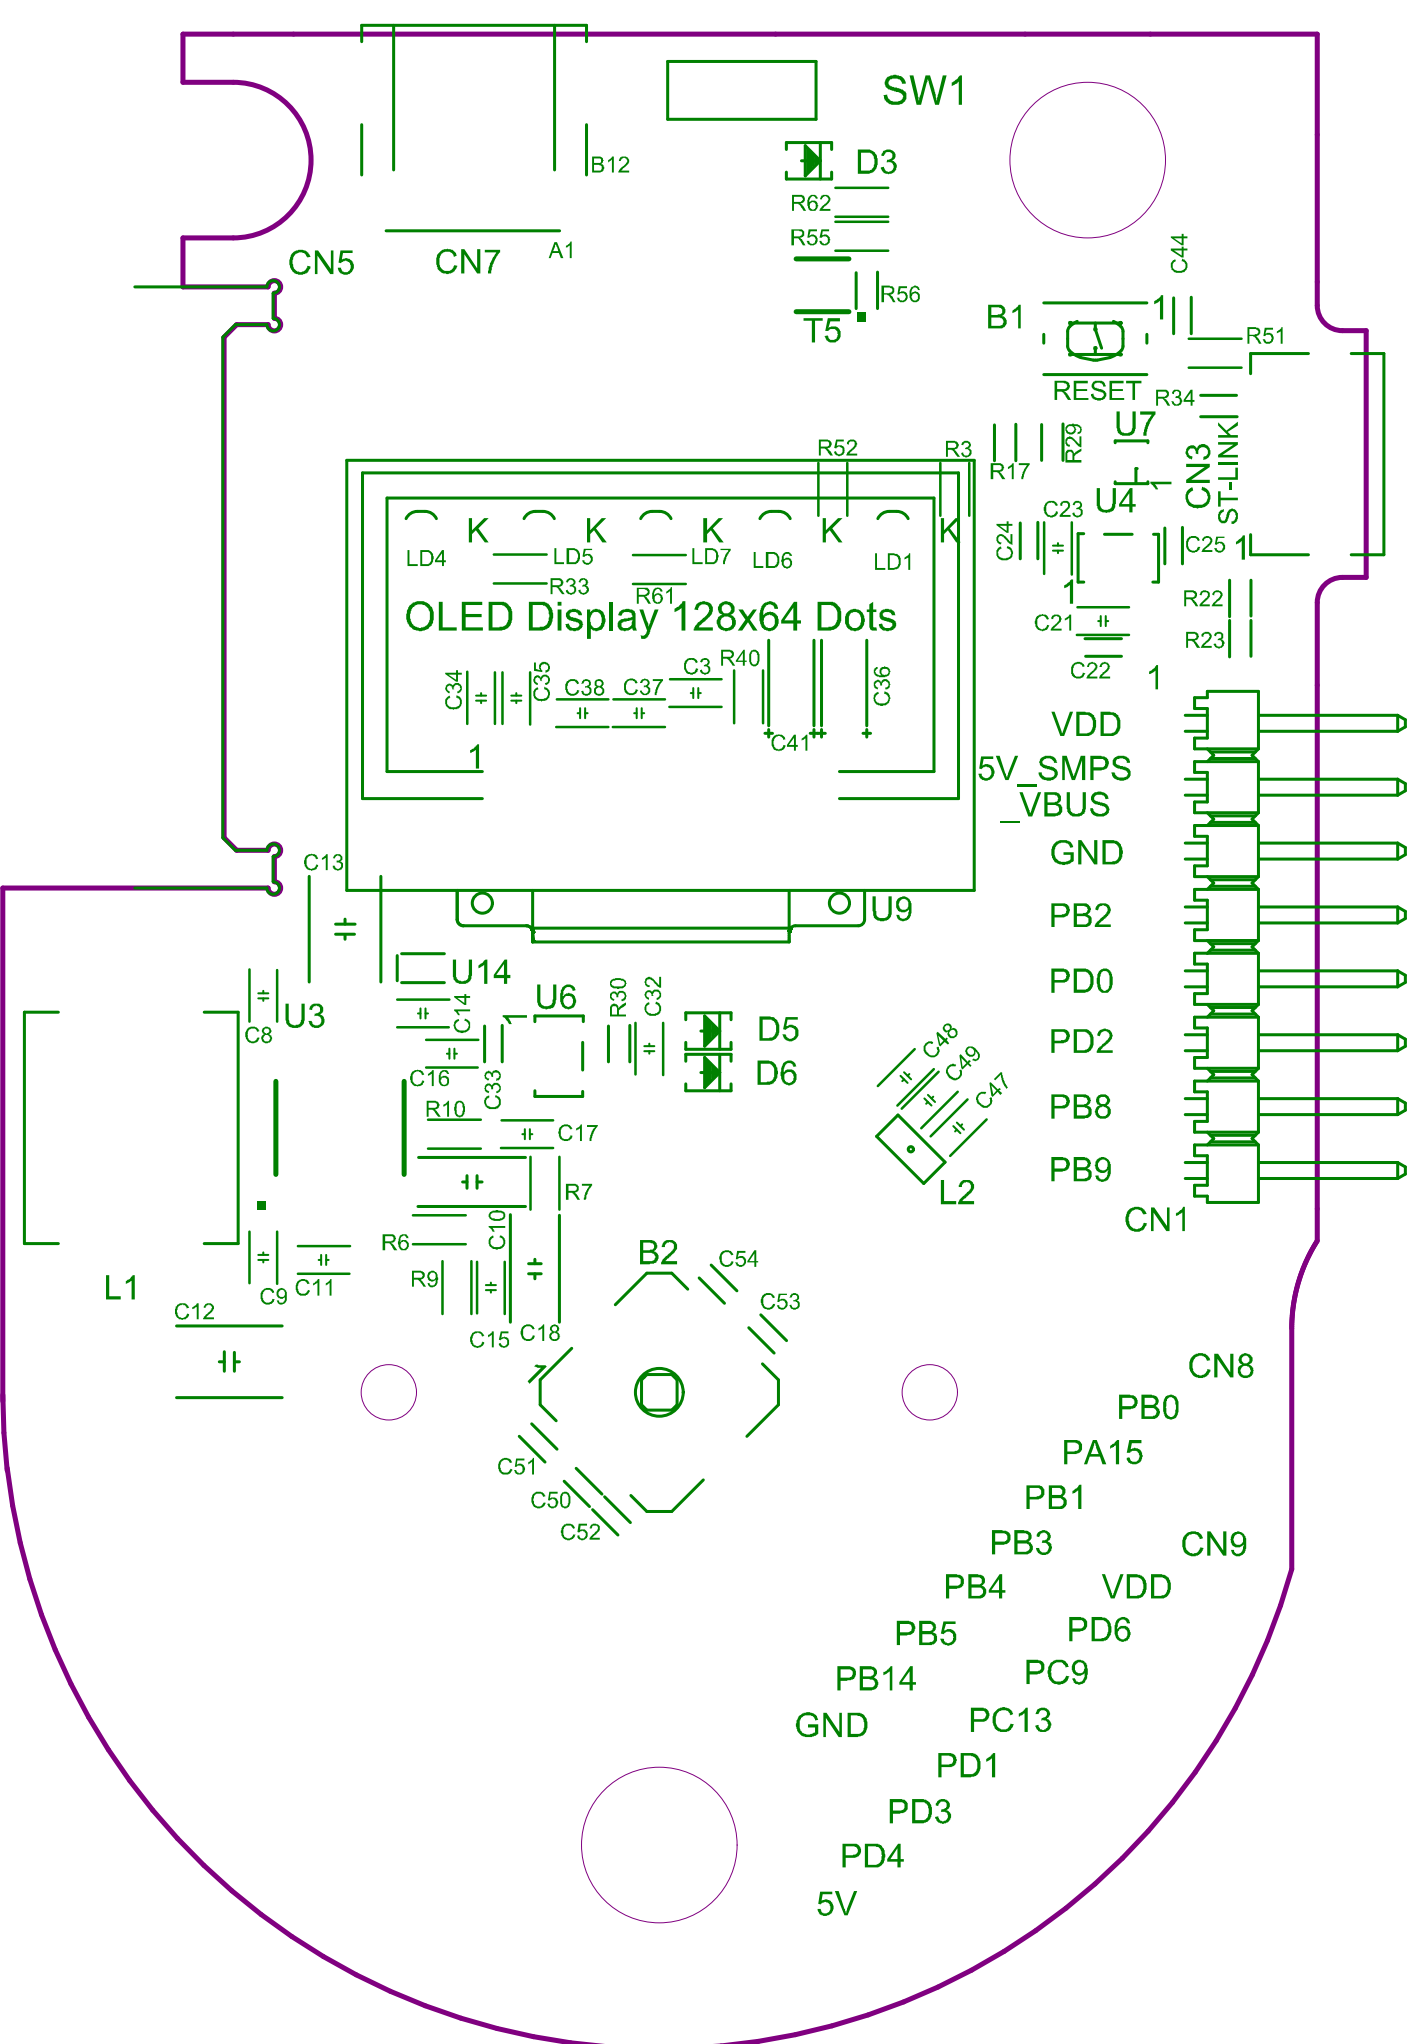 SW1
D3
B12
R62
R55
A1
CN5
CN7
C44
R56
T5
B1
1
RESET
R51
R34
U7
R29
R17
1
CN3
ST-LINK
R52
R3
U4
K
K
K
K
K
LD4
LD5
LD7
LD6
LD1
R33
R61
C24
C23
C25
1
1
OLED Display 128x64 Dots
C21
R22
R23
C22
1
C34
C35
C38
C37
C3
R40
C36
C41
1
VDD
5V_SMPS
_VBUS
GND
PB2
PD0
PD2
PB8
PB9
CN1
C13
U9
U14
U6
1
R30
C32
C8
U3
C14
C16
C33
D5
D6
C48
C49
C47
L2
R10
C17
R7
C10
R6
R9
C15
C18
L1
C9
C11
C12
B2
C54
C53
1
C51
C50
C52
CN8
PB0
PA15
PB1
PB3
PB4
PB5
PB14
GND
CN9
VDD
PD6
PC9
PC13
PD1
PD3
PD4
5V